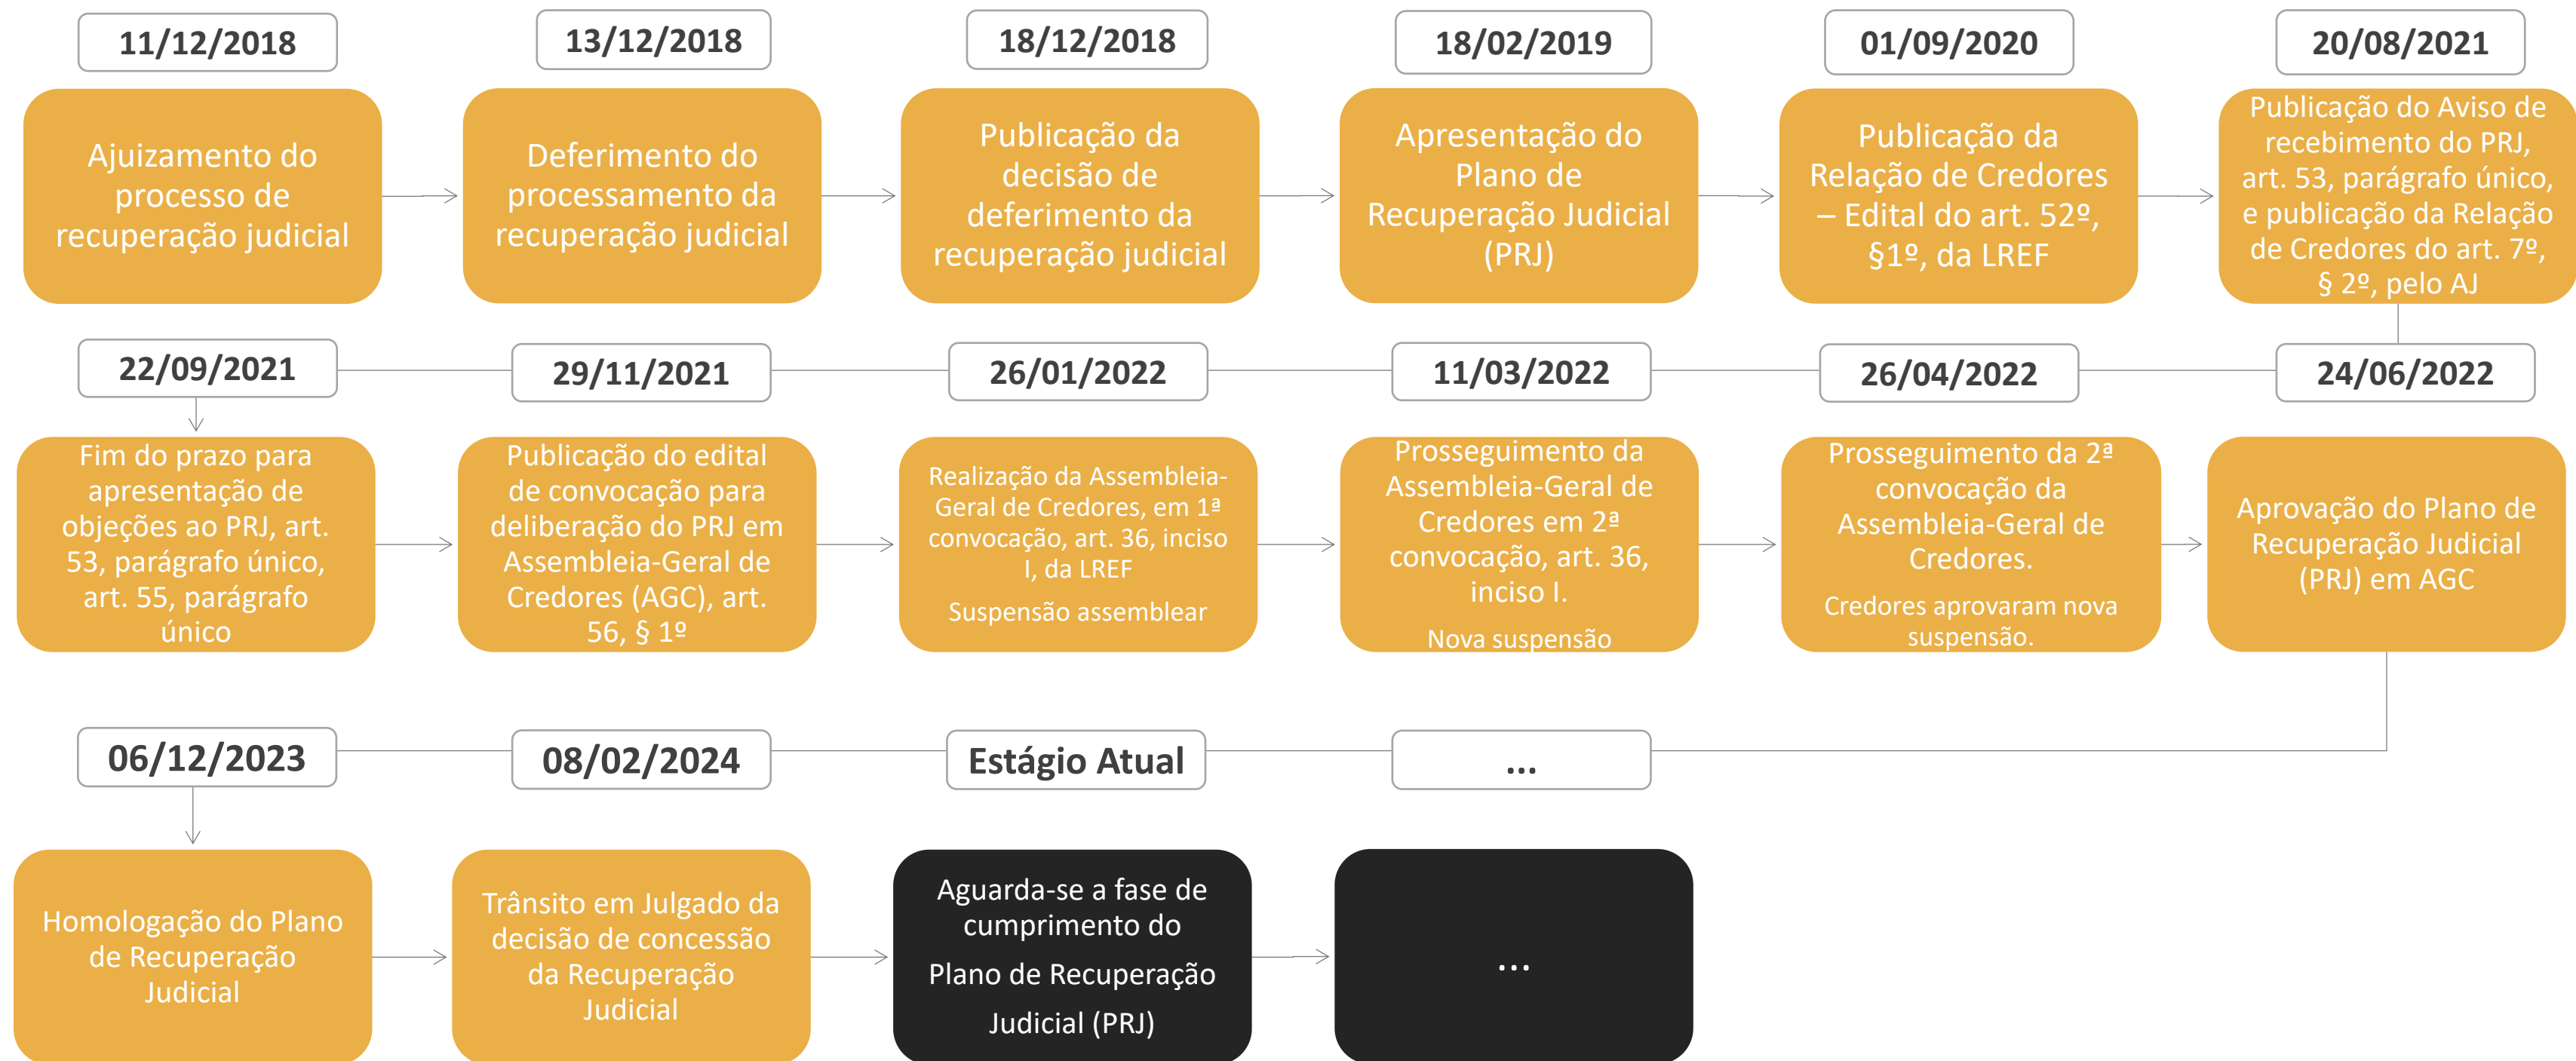 11/12/2018
13/12/2018
18/12/2018
18/02/2019
01/09/2020
20/08/2021
Ajuizamento do
processo de
recuperação judicial
Deferimento do
processamento da
recuperação judicial
Publicação da
decisão de
deferimento da
recuperação judicial
Apresentação do
Plano de
Recuperação Judicial
(PRJ)
Publicação da
Relação de Credores
– Edital do art. 52º,
§1º, da LREF
Publicação do Aviso de
recebimento do PRJ,
art. 53, parágrafo único,
e publicação da Relação
de Credores do art. 7º,
§ 2º, pelo AJ
22/09/2021
29/11/2021
26/01/2022
11/03/2022
26/04/2022
24/06/2022
Fim do prazo para
apresentação de
objeções ao PRJ, art.
53, parágrafo único,
art. 55, parágrafo
único
Publicação do edital
de convocação para
deliberação do PRJ em
Assembleia-Geral de
Credores (AGC), art.
56, § 1º
Realização da Assembleia-
Geral de Credores, em 1ª
convocação, art. 36, inciso
I, da LREF
Suspensão assemblear
Prosseguimento da
Assembleia-Geral de
Credores em 2ª
convocação, art. 36,
inciso I.
Nova suspensão
Prosseguimento da 2ª
convocação da
Assembleia-Geral de
Credores.
Credores aprovaram nova
suspensão.
Aprovação do Plano de
Recuperação Judicial
(PRJ) em AGC
06/12/2023
08/02/2024
Estágio Atual
...
Homologação do Plano
de Recuperação
Judicial
Trânsito em Julgado da
decisão de concessão
da Recuperação
Judicial
Aguarda-se a fase de
cumprimento do
Plano de Recuperação
Judicial (PRJ)
...